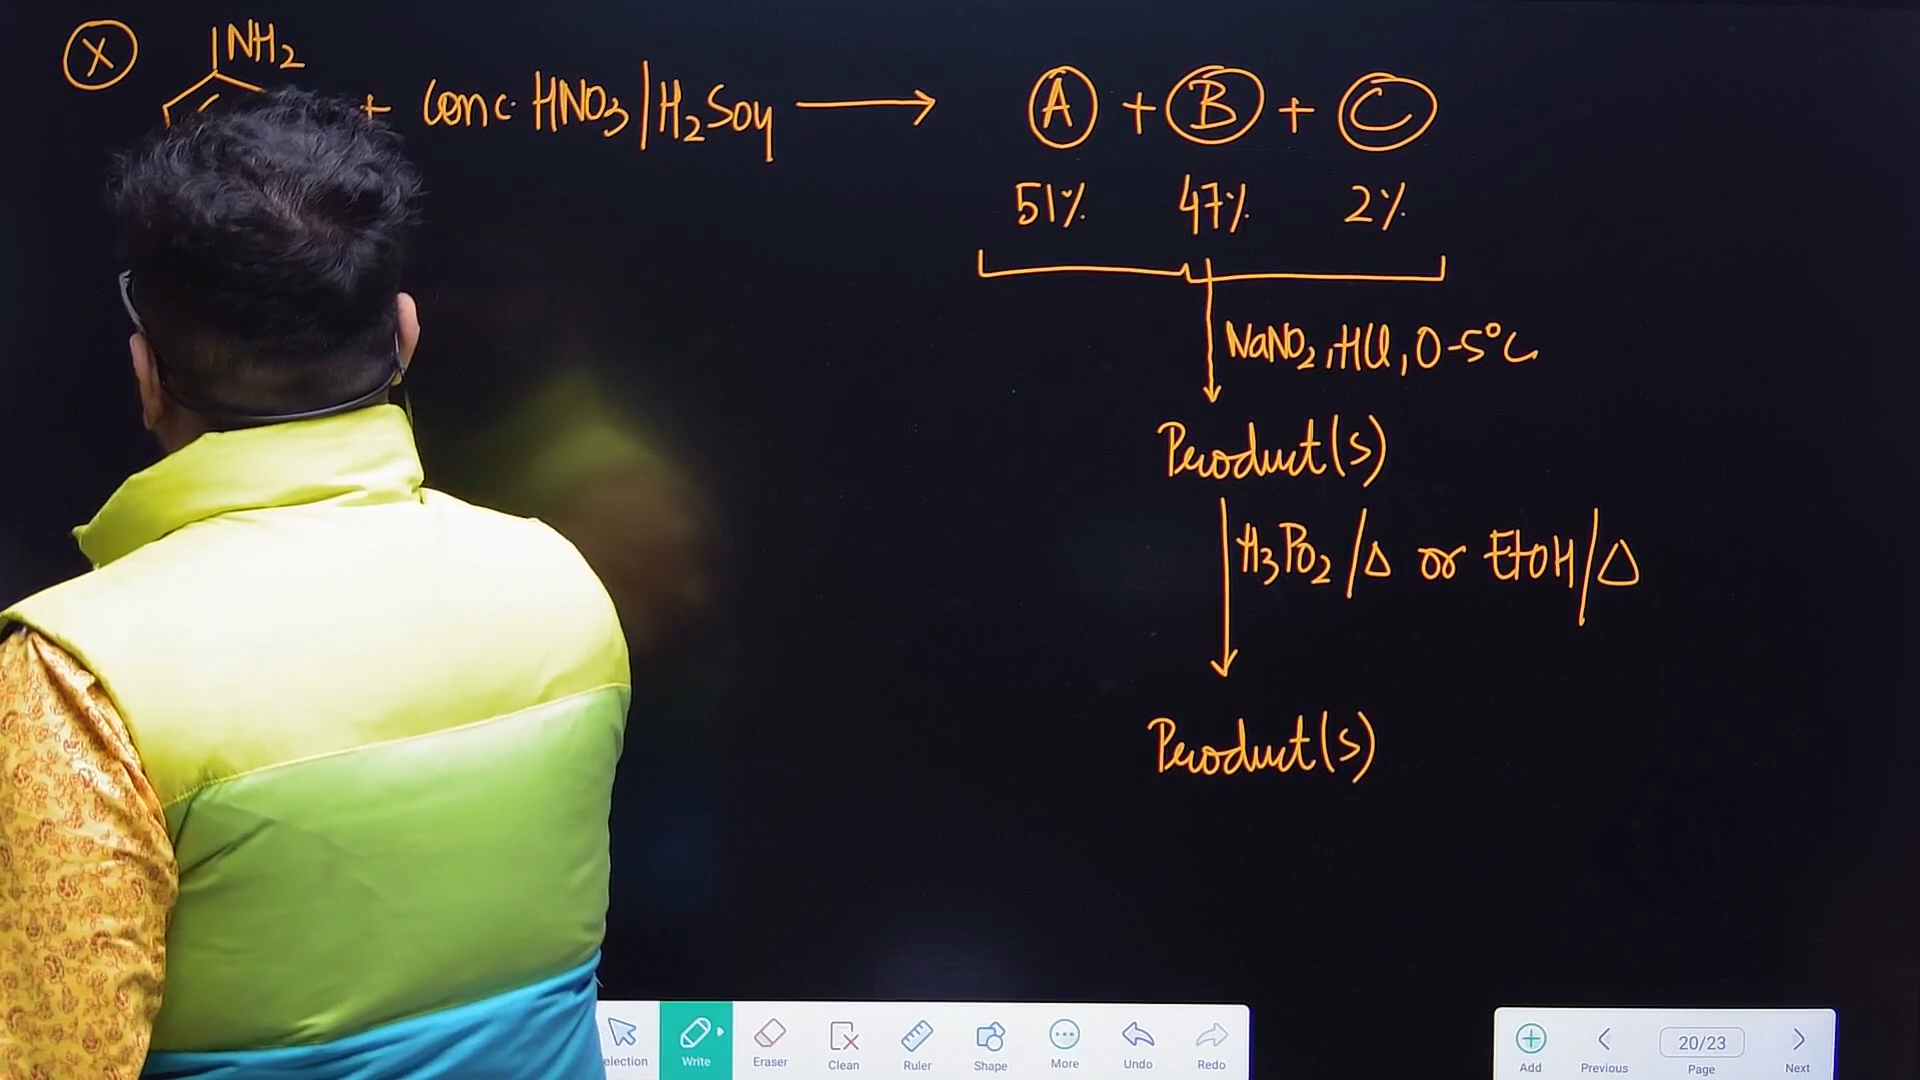 X
NH2
+ Conc. HNO3/H2SO4 → A + B + C
51% 47% 2%
NaNO2, HCl, 0-5°C
Product(s)
H3PO2/Δ or EtOH/Δ
Product(s)
election Write Eraser Clean Ruler Shape More Undo Redo
Add Previous 20/23 Page Next